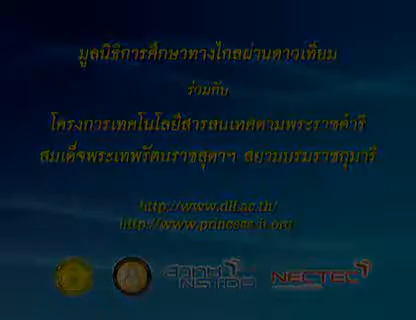 มูลนิธิการศึกษาทางไกลผ่านดาวเทียม
ร่วมกับ
โครงการเทคโนโลยีสารสนเทศตามพระราชดำริ
สมเด็จพระเทพรัตนราชสุดาฯ สยามบรมราชกุมารี
http://www.dlf.ac.th/
http://www.princess.it.org
สวทช
NSTDA
NECTEC